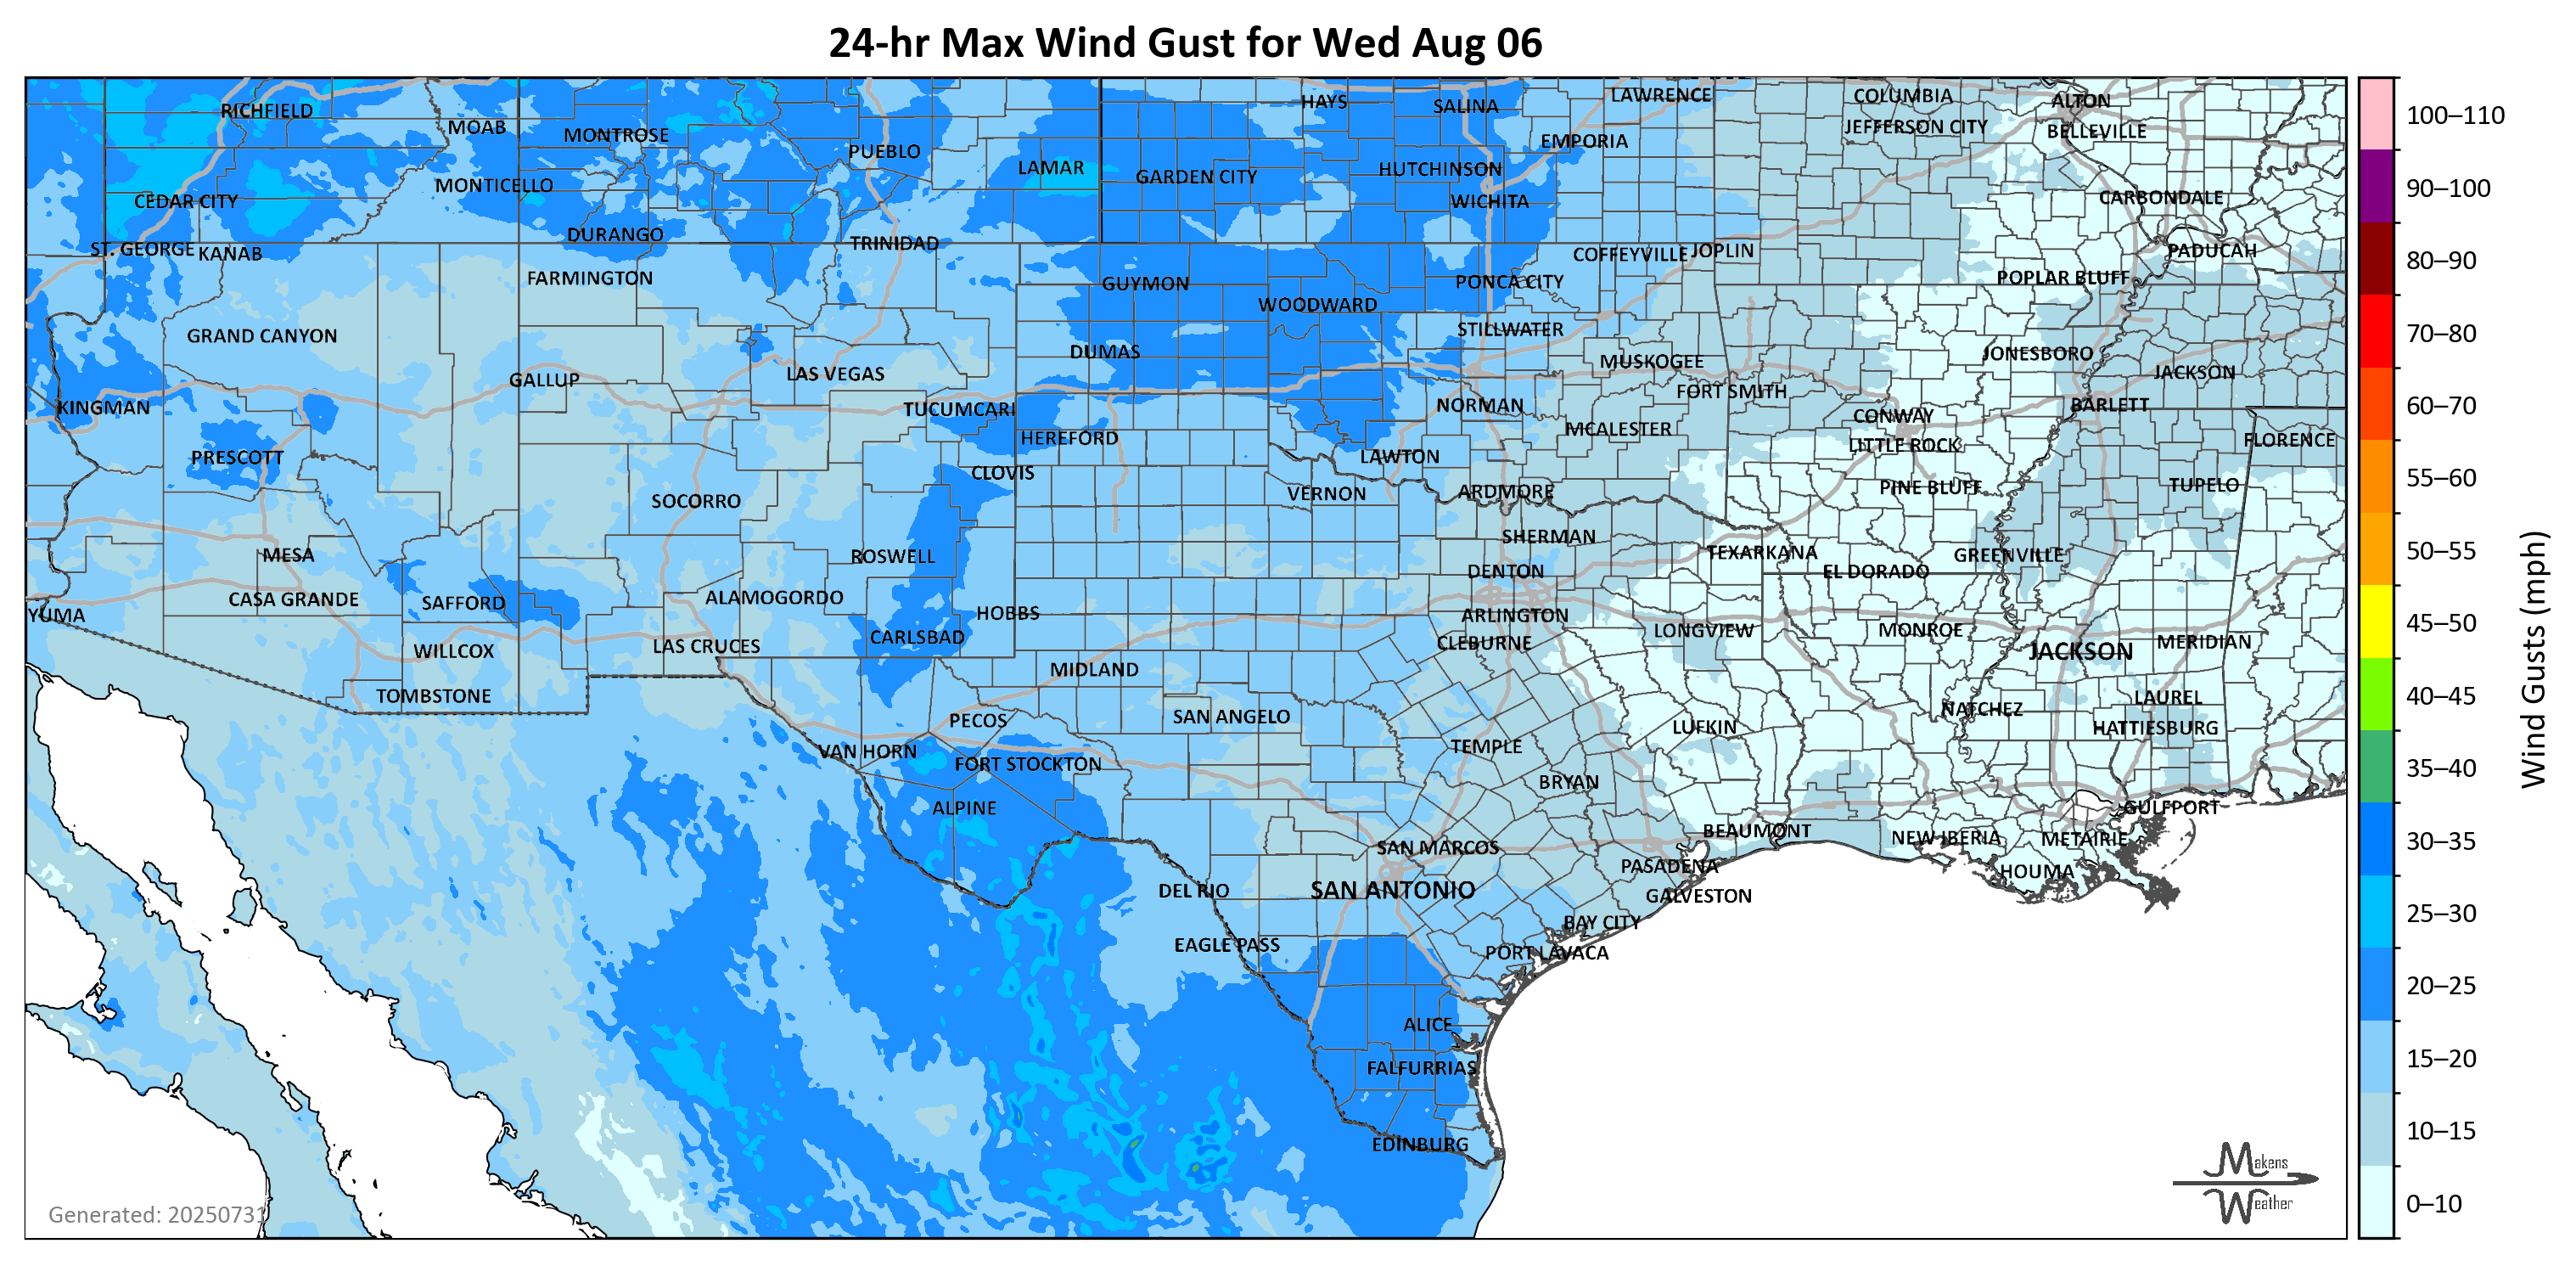 24-hr Max Wind Gust for Wed Aug 06
RICHFIELD
MOAB
MONTROSE
PUEBLO
LAMAR
HAYS
SALINA
LAWRENCE
COLUMBIA
ALTON
EMPORIA
JEFFERSON CITY
BELLEVILLE
MONTICELLO
GARDEN CITY
HUTCHINSON
CEDAR CITY
WICHITA
CARBONDALE
DURANGO
TRINIDAD
ST. GEORGE
KANAB
COFFEYVILLE
JOPLIN
PADUCAH
FARMINGTON
GUYMON
PONCA CITY
POPLAR BLUFF
WOODWARD
GRAND CANYON
STILLWATER
DUMAS
MUSKOGEE
JONESBORO
GALLUP
LAS VEGAS
FORT SMITH
JACKSON
KINGMAN
TUCUMCARI
NORMAN
CONWAY
BARLETT
HEREFORD
MCALESTER
LITTLE ROCK
FLORENCE
PRESCOTT
CLOVIS
LAWTON
SOCORRO
VERNON
ARDMORE
PINE BLUFF
TUPELO
MESA
ROSWELL
SHERMAN
TEXARKANA
GREENVILLE
DENTON
EL DORADO
CASA GRANDE
SAFFORD
ALAMOGORDO
HOBBS
YUMA
ARLINGTON
WILLCOX
LAS CRUCES
CARLSBAD
CLEBURNE
LONGVIEW
MONROE
JACKSON
MERIDIAN
MIDLAND
TOMBSTONE
LAUREL
PECOS
SAN ANGELO
NATCHEZ
HATTIESBURG
VAN HORN
FORT STOCKTON
TEMPLE
LUFKIN
BRYAN
ALPINE
GULFPORT
BEAUMONT
NEW IBERIA
METAIRIE
SAN MARCOS
PASADENA
HOUMA
DEL RIO
SAN ANTONIO
GALVESTON
BAY CITY
EAGLE PASS
PORT LAVACA
ALICE
FALFURRIAS
EDINBURG
Generated: 20250731
Makens
Weather
100–110
90–100
80–90
70–80
60–70
55–60
50–55
45–50
40–45
35–40
30–35
25–30
20–25
15–20
10–15
0–10
Wind Gusts (mph)